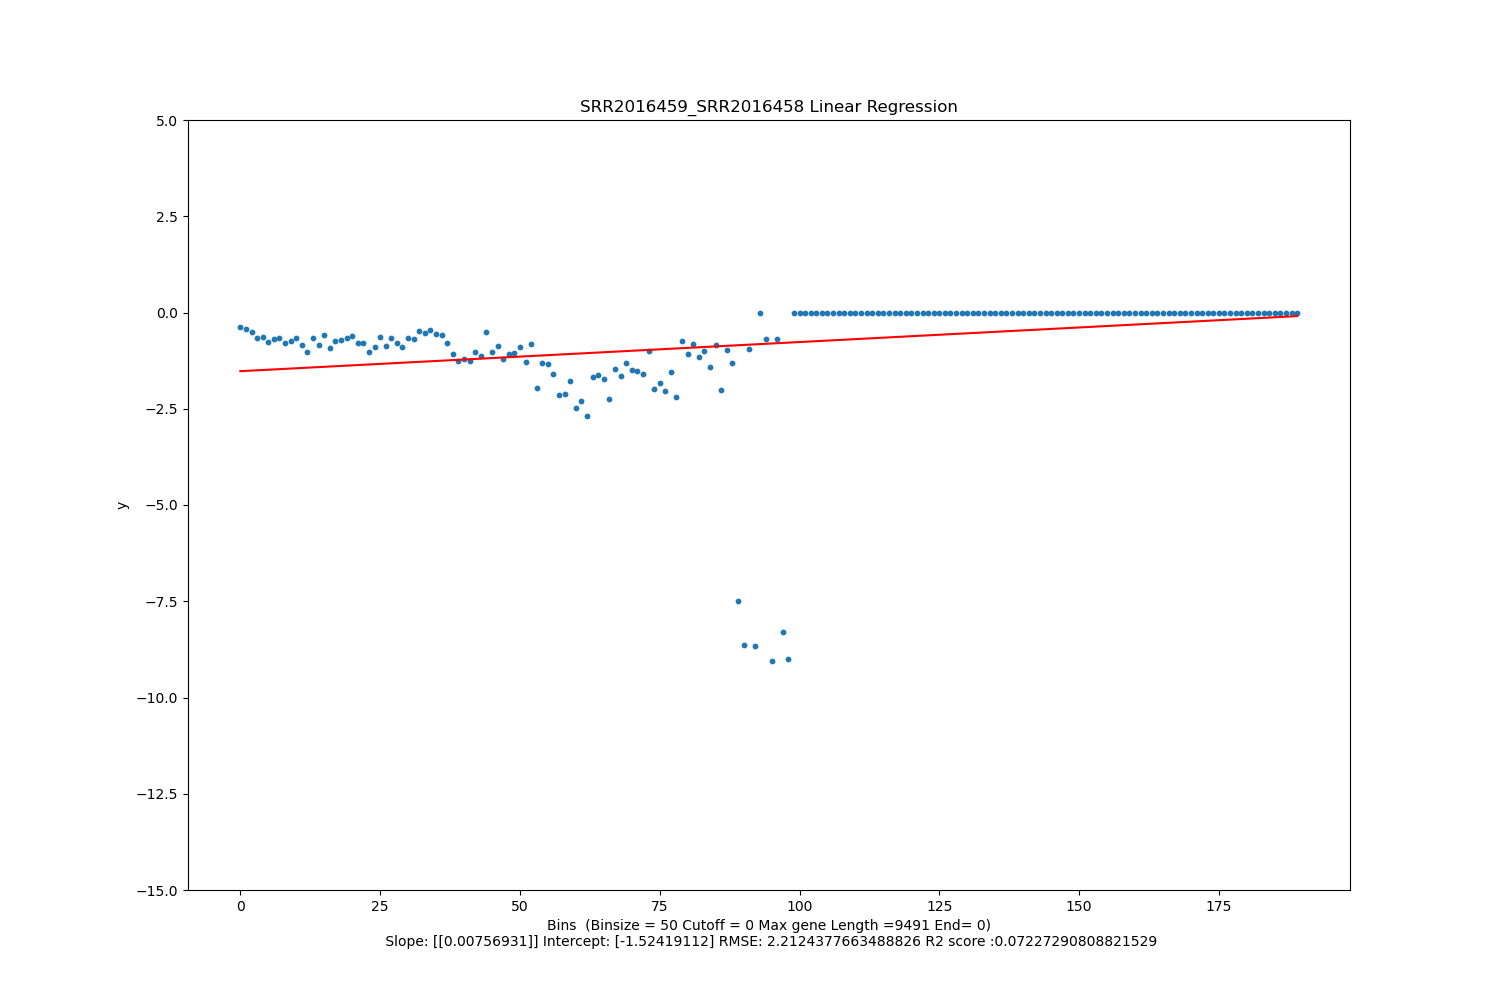 SRR2016459_SRR2016458 Linear Regression
5.0
2.5
0.0
−2.5
−5.0
−7.5
−10.0
−12.5
−15.0
y
0 25 50 75 100 125 150 175
Bins  (Binsize = 50 Cutoff = 0 Max gene Length =9491 End= 0)
Slope: [[0.00756931]] Intercept: [-1.52419112] RMSE: 2.2124377663488826 R2 score :0.07227290808821529